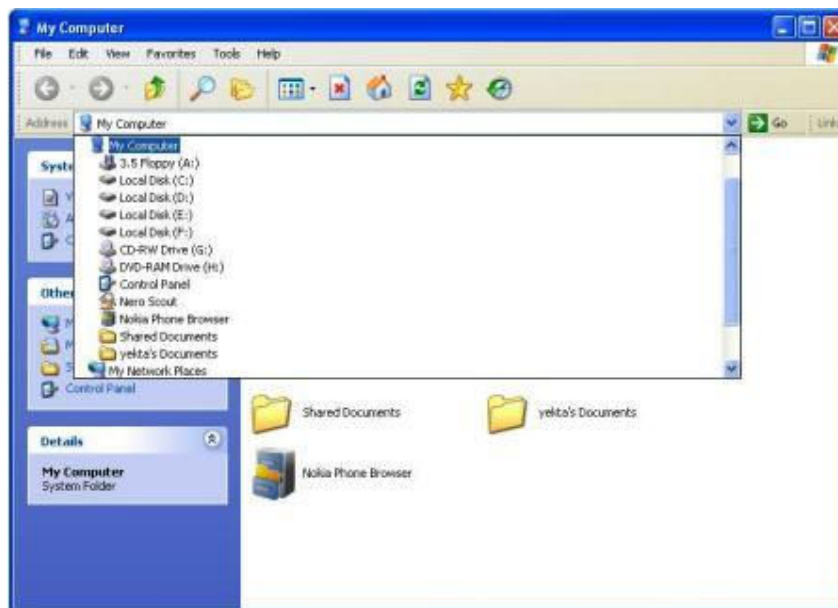 My Computer
File Edit View Favorites Tools Help
Address My Computer Go Link
My Computer
3.5 Floppy (A:)
Local Disk (C:)
Local Disk (D:)
Local Disk (E:)
Local Disk (F:)
CD-RW Drive (G:)
DVD-RAM Drive (H:)
Control Panel
Nero Scout
Nokia Phone Browser
Shared Documents
yekta's Documents
My Network Places
Syste
Other
Control Panel
Shared Documents yekta's Documents
Nokia Phone Browser
Details
My Computer
System Folder